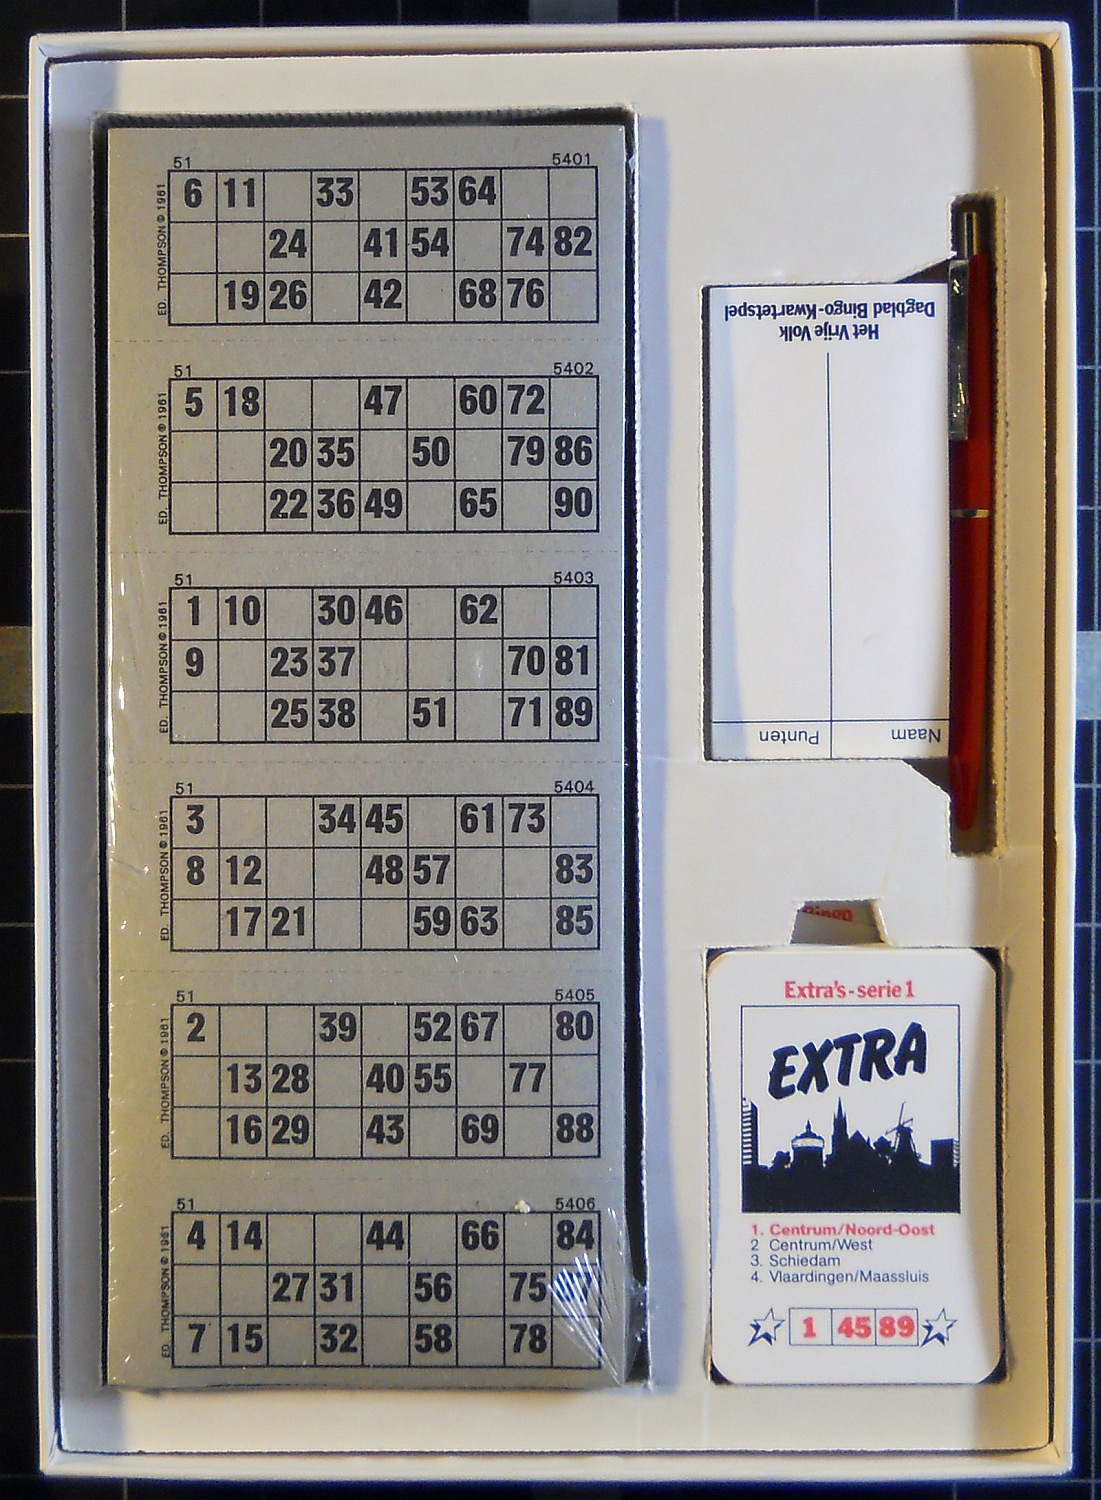 51 5401
6 11 33 53 64
24 41 54 74 82
19 26 42 68 76
ED. THOMPSON © 1961
51 5402
5 18 47 60 72
20 35 50 79 86
22 36 49 65 90
ED. THOMPSON © 1961
51 5403
1 10 30 46 62
9 23 37 70 81
25 38 51 71 89
ED. THOMPSON © 1961
51 5404
3 34 45 61 73
8 12 48 57 83
17 21 59 63 85
ED. THOMPSON © 1961
51 5405
2 39 52 67 80
13 28 40 55 77
16 29 43 69 88
ED. THOMPSON © 1961
51 5406
4 14 44 66 84
27 31 56 75
7 15 32 58 78
ED. THOMPSON © 1961
Het Vrije Volk
Dagblad Bingo-Kwartetspel
Naam Punten
Bingo
Extra's-serie 1
EXTRA
1. Centrum/Noord-Oost
2 Centrum/West
3. Schiedam
4. Vlaardingen/Maassluis
1 45 89